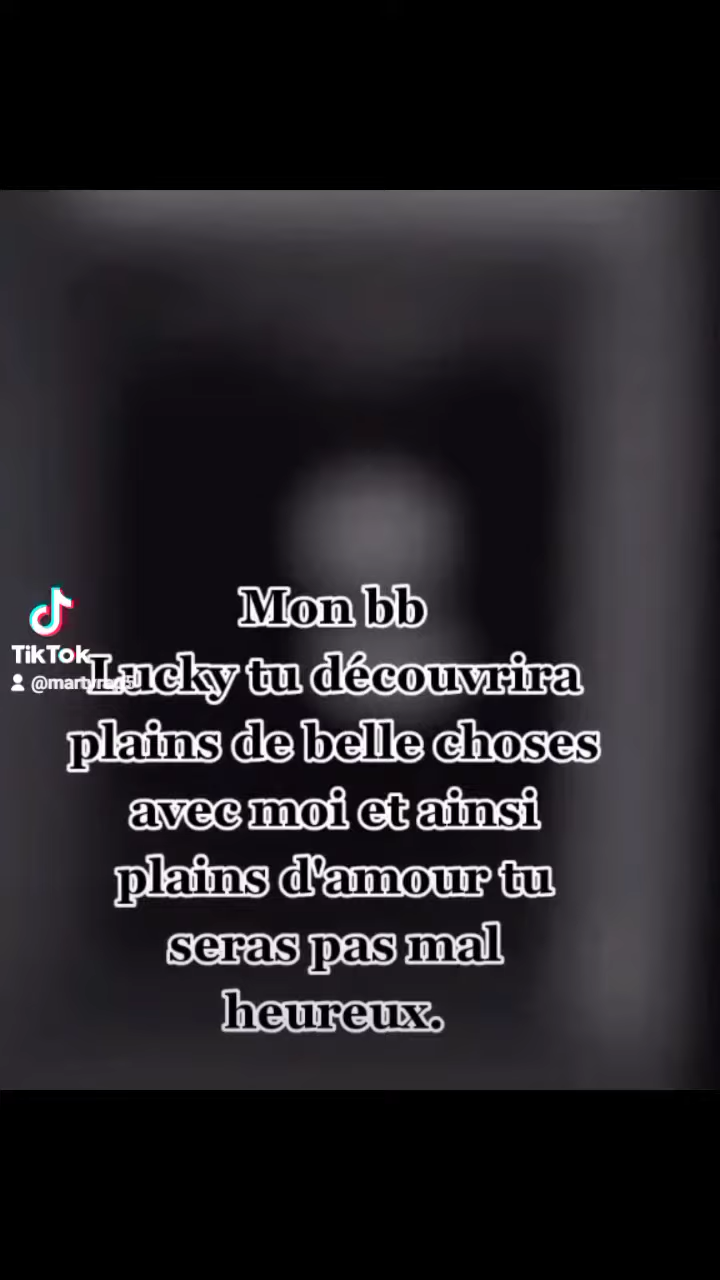 Mon bb
TikTok
Lucky tu découvrira
plains de belle choses
avec moi et ainsi
plains d'amour tu
seras pas mal
heureux.